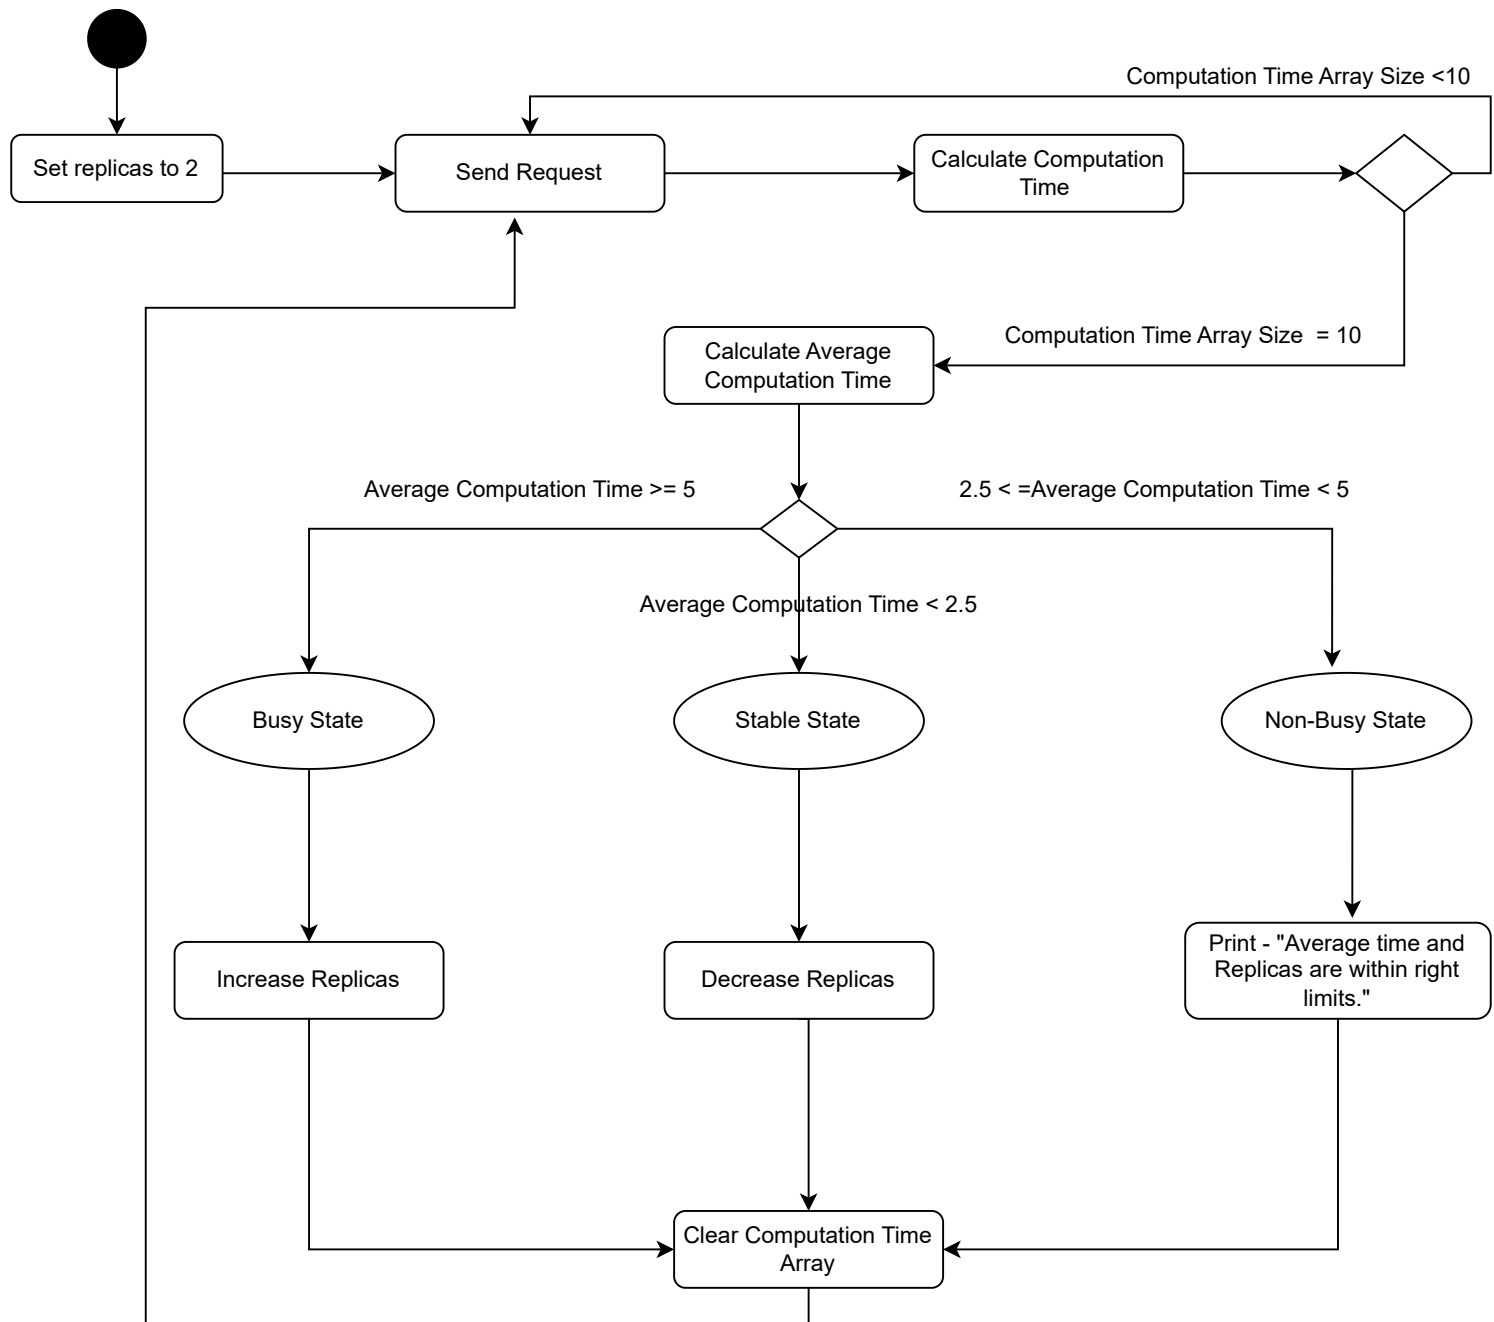 Computation Time Array Size <10
Set replicas to 2
Send Request
Calculate Computation
Time
Computation Time Array Size  = 10
Calculate Average
Computation Time
Average Computation Time >= 5
2.5 < =Average Computation Time < 5
Average Computation Time < 2.5
Busy State
Stable State
Non-Busy State
Increase Replicas
Decrease Replicas
Print - "Average time and
Replicas are within right
limits."
Clear Computation Time
Array